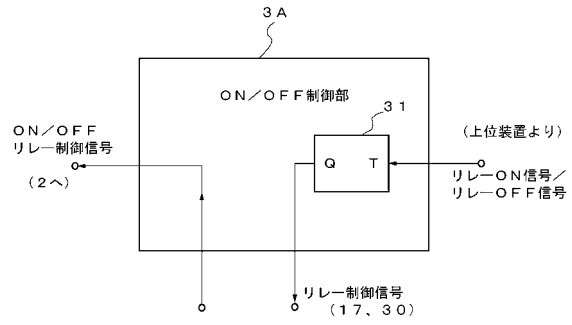 ３Ａ
ＯＮ／ＯＦＦ制御部
３１
ＯＮ／ＯＦＦ
リレー制御信号
（２へ）
Ｑ Ｔ
（上位装置より）
リレーＯＮ信号／
リレーＯＦＦ信号
リレー制御信号
（１７、３０）